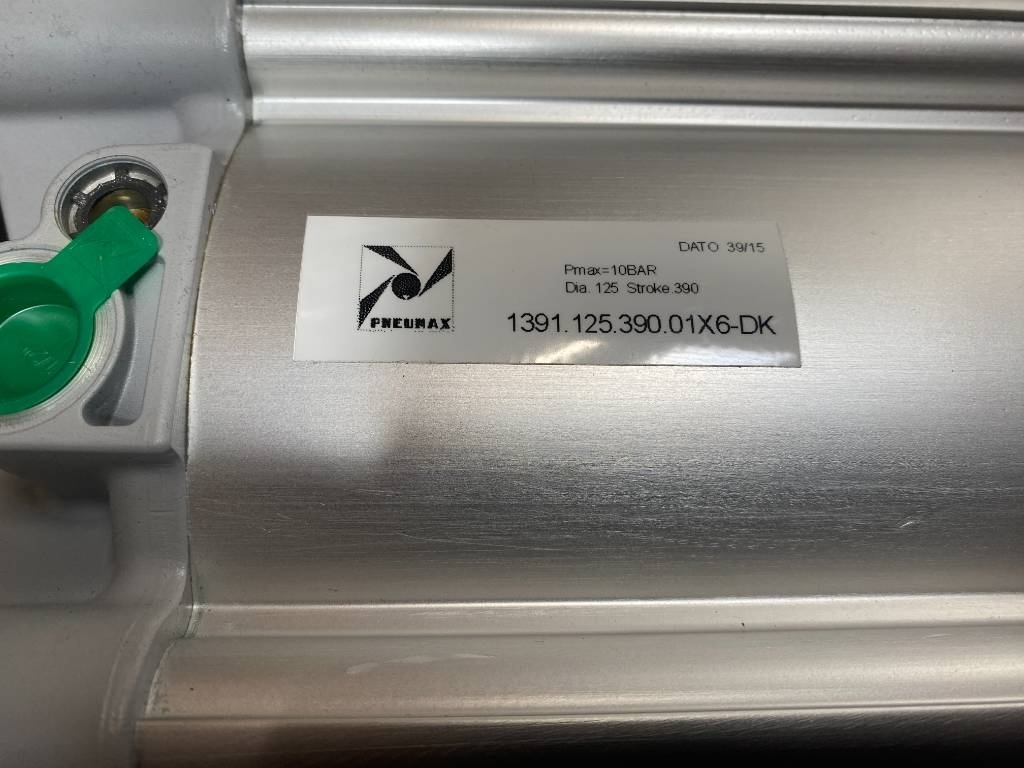 DATO 39/15
Pmax=10BAR
Dia. 125 Stroke.390
PNEUMAX
1391.125.390.01X6-DK